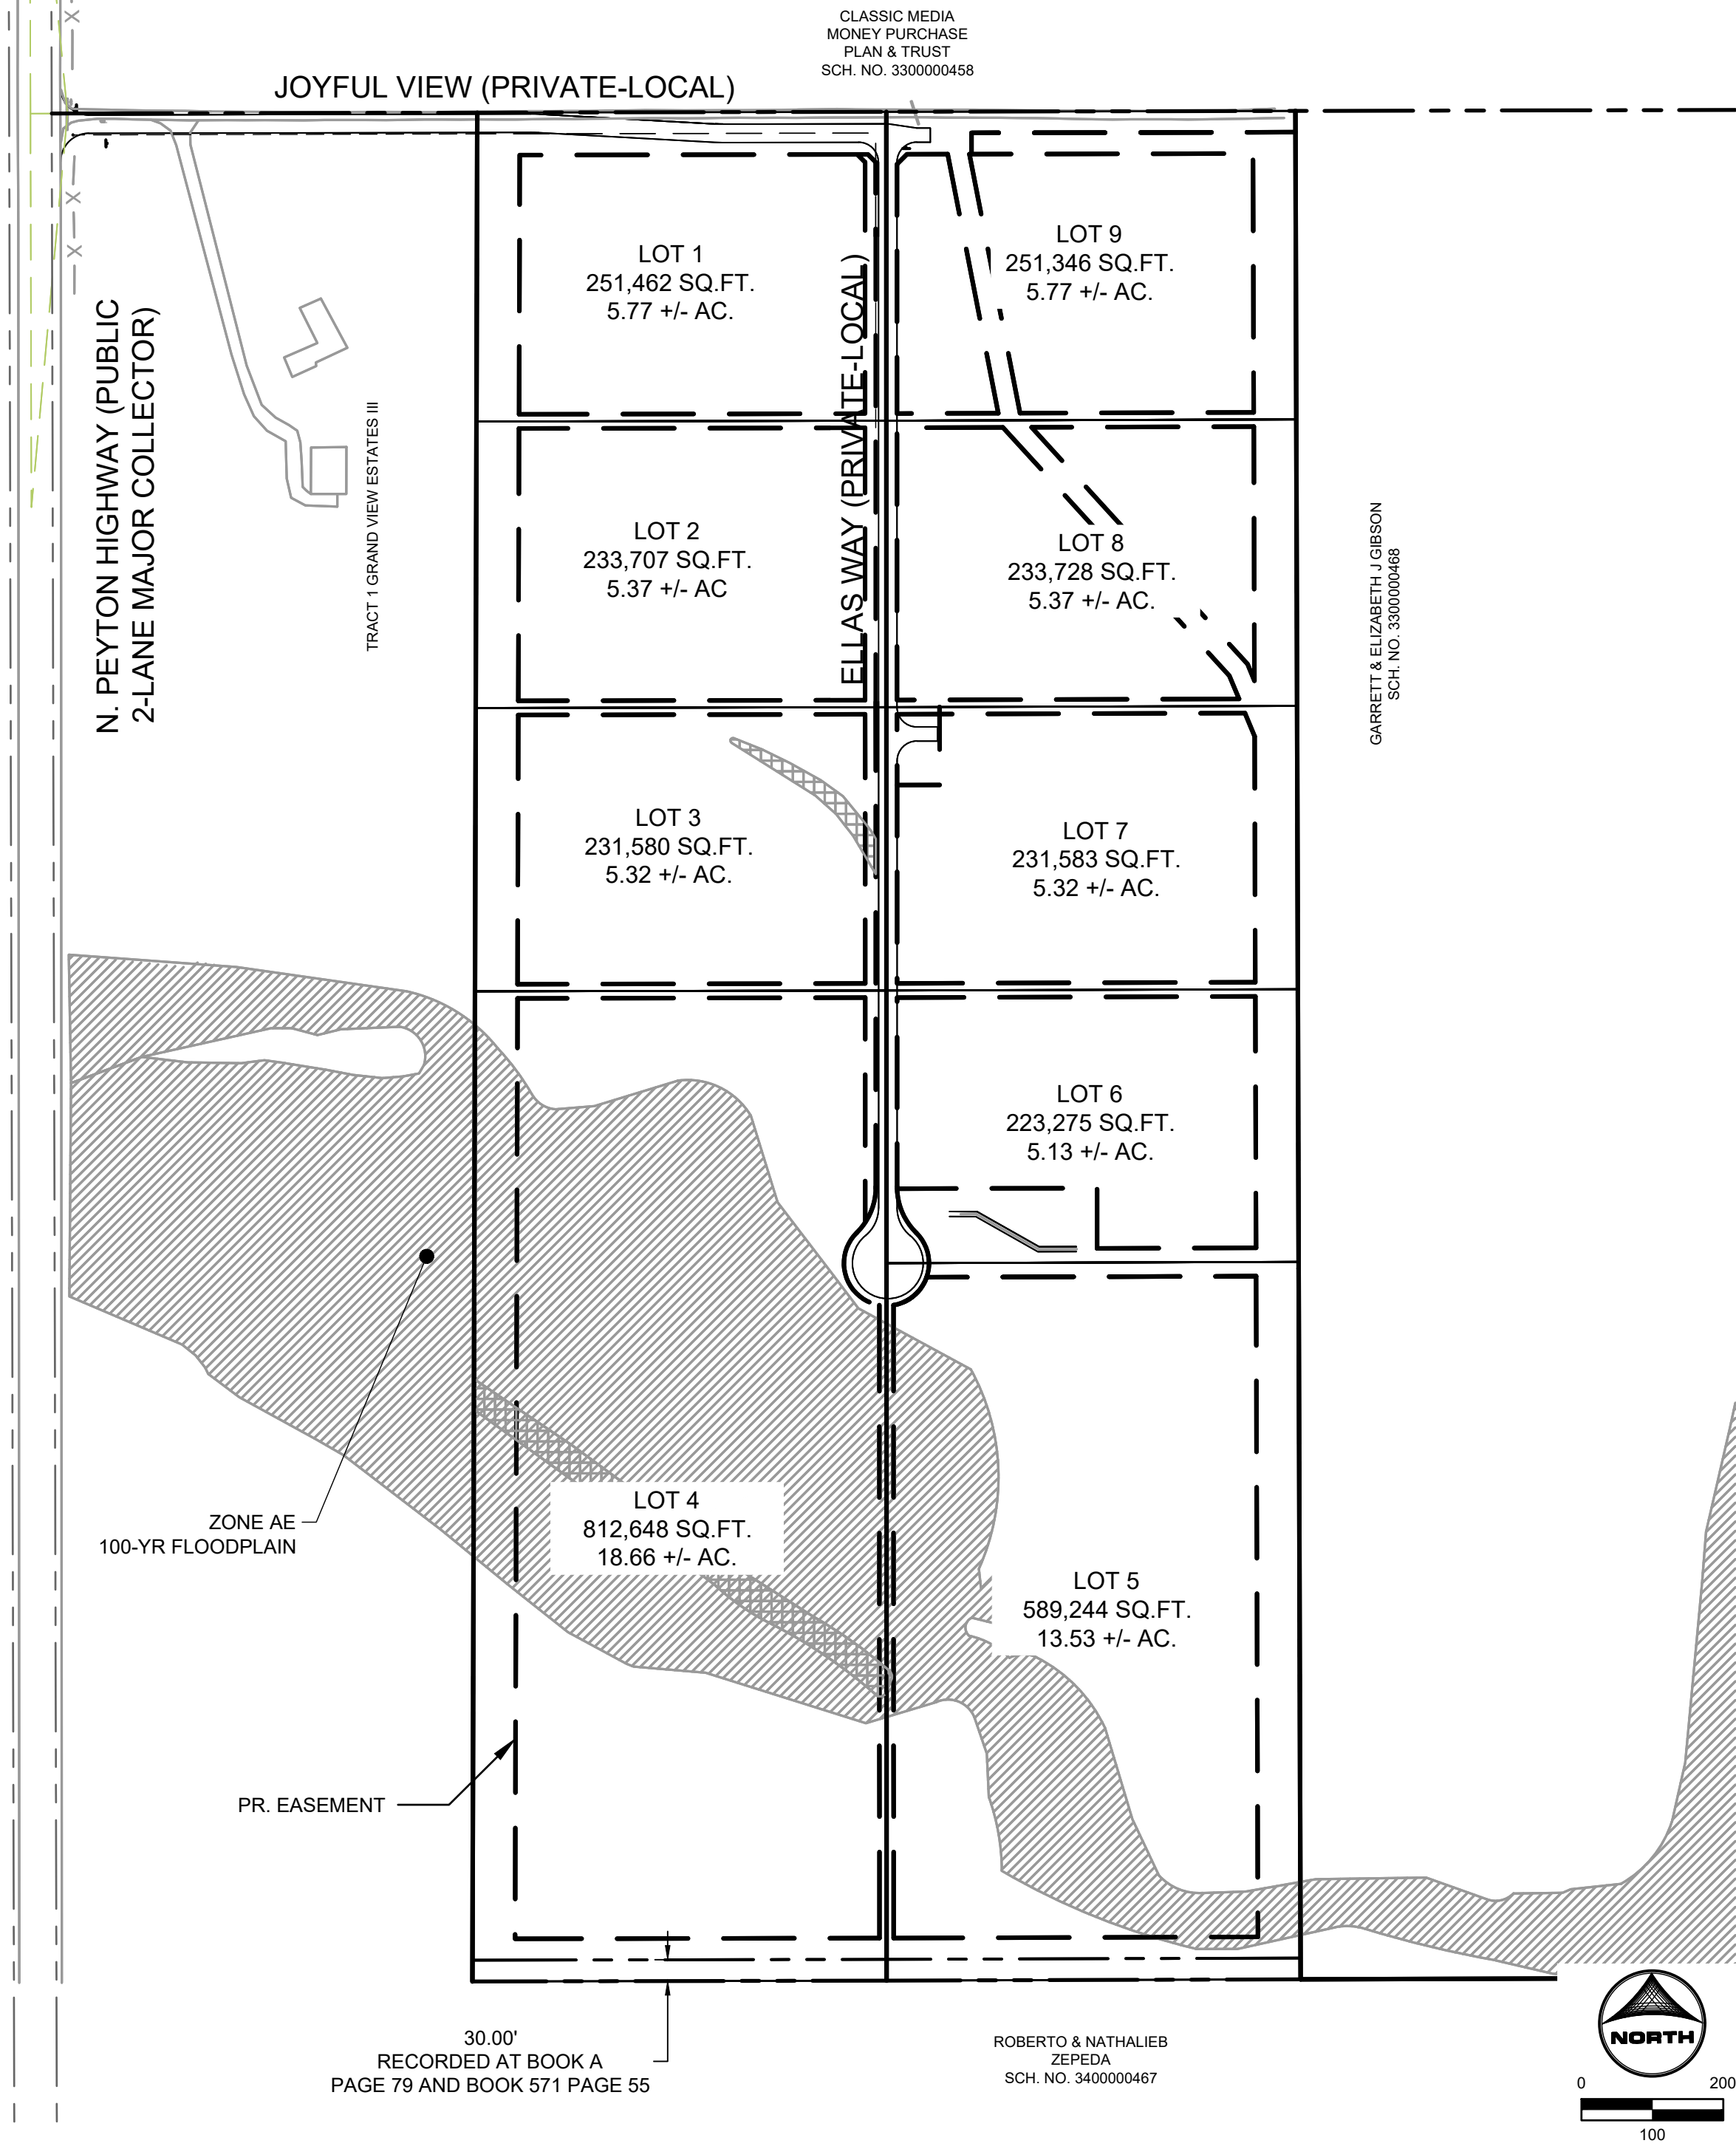 CLASSIC MEDIA
MONEY PURCHASE
PLAN & TRUST
SCH. NO. 3300000458
JOYFUL VIEW (PRIVATE-LOCAL)
N. PEYTON HIGHWAY (PUBLIC
2-LANE MAJOR COLLECTOR)
TRACT 1 GRAND VIEW ESTATES III
LOT 1
251,462 SQ.FT.
5.77 +/- AC.
ELLAS WAY (PRIVATE-LOCAL)
LOT 9
251,346 SQ.FT.
5.77 +/- AC.
LOT 2
233,707 SQ.FT.
5.37 +/- AC
LOT 8
233,728 SQ.FT.
5.37 +/- AC.
GARRETT & ELIZABETH J GIBSON
SCH. NO. 3300000468
LOT 3
231,580 SQ.FT.
5.32 +/- AC.
LOT 7
231,583 SQ.FT.
5.32 +/- AC.
LOT 6
223,275 SQ.FT.
5.13 +/- AC.
ZONE AE
100-YR FLOODPLAIN
LOT 4
812,648 SQ.FT.
18.66 +/- AC.
LOT 5
589,244 SQ.FT.
13.53 +/- AC.
PR. EASEMENT
30.00'
RECORDED AT BOOK A
PAGE 79 AND BOOK 571 PAGE 55
ROBERTO & NATHALIEB
ZEPEDA
SCH. NO. 3400000467
NORTH
0 200
100